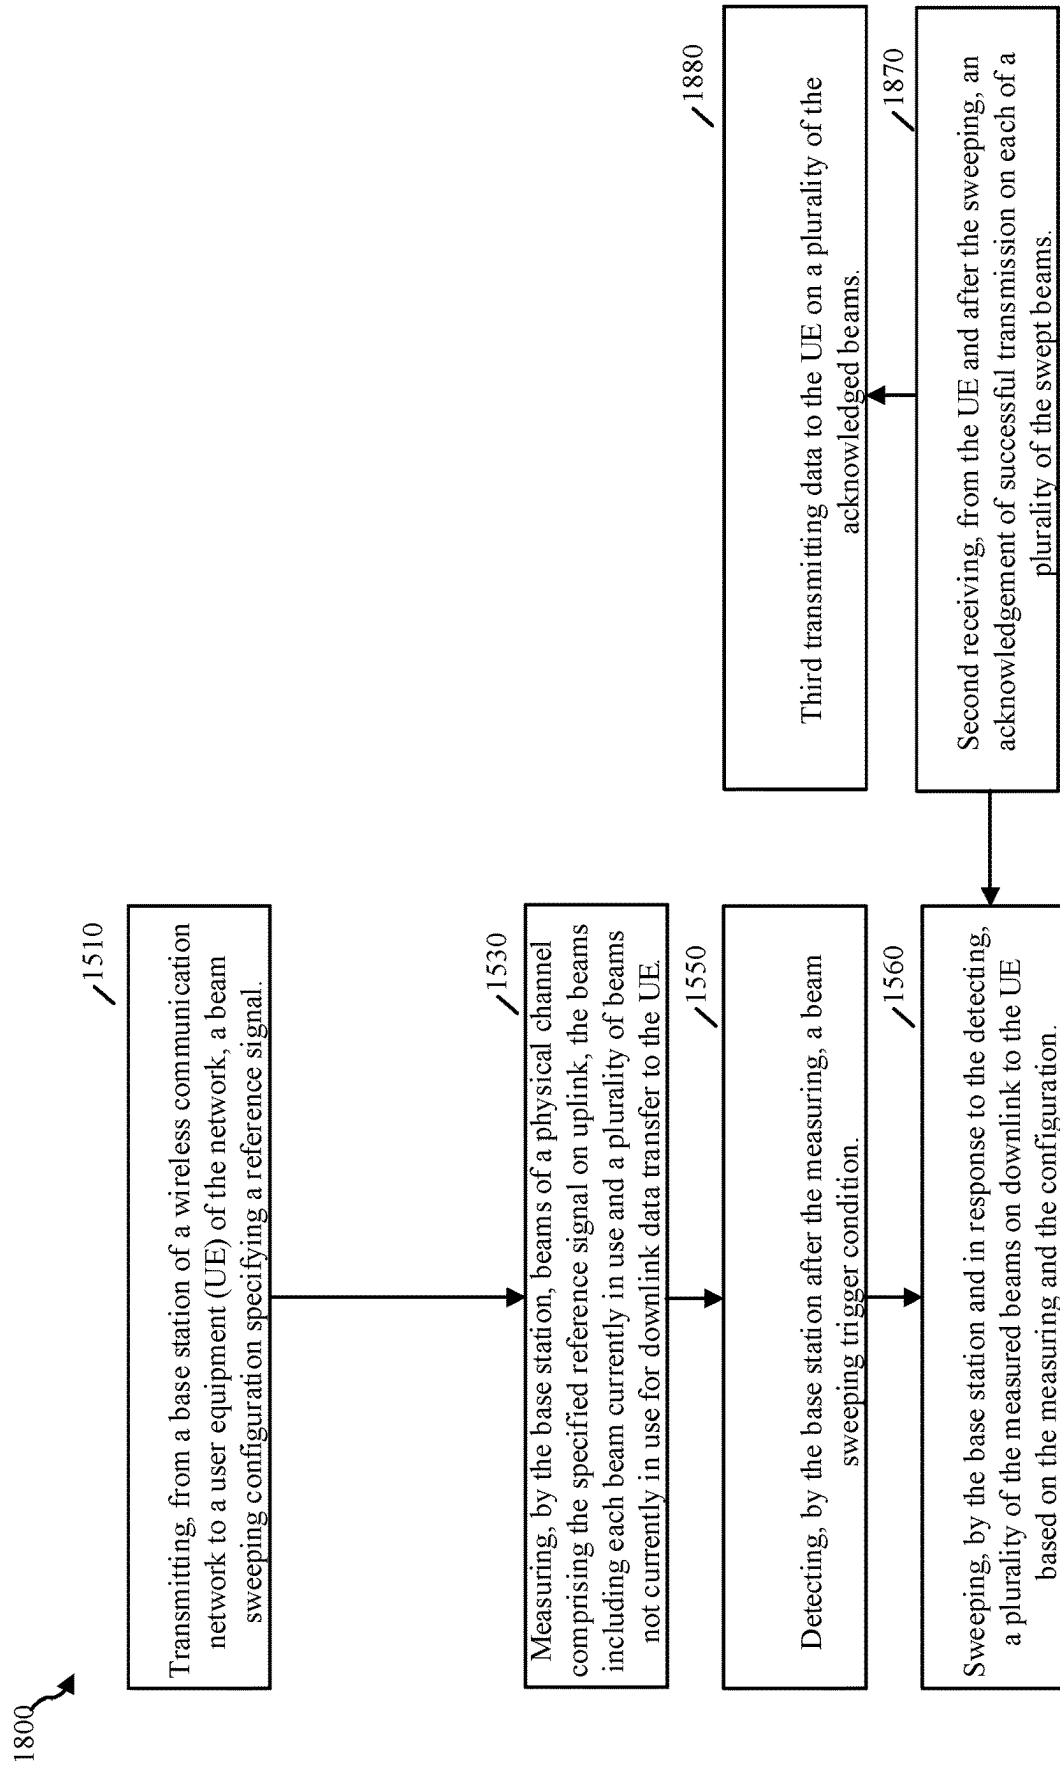 1800
1510
Transmitting, from a base station of a wireless communication
network to a user equipment (UE) of the network, a beam
sweeping configuration specifying a reference signal.
1530
Measuring, by the base station, beams of a physical channel
comprising the specified reference signal on uplink, the beams
including each beam currently in use and a plurality of beams
not currently in use for downlink data transfer to the UE.
1550
Detecting, by the base station after the measuring, a beam
sweeping trigger condition.
1560
Sweeping, by the base station and in response to the detecting,
a plurality of the measured beams on downlink to the UE
based on the measuring and the configuration.
1870
Second receiving, from the UE and after the sweeping, an
acknowledgement of successful transmission on each of a
plurality of the swept beams.
1880
Third transmitting data to the UE on a plurality of the
acknowledged beams.